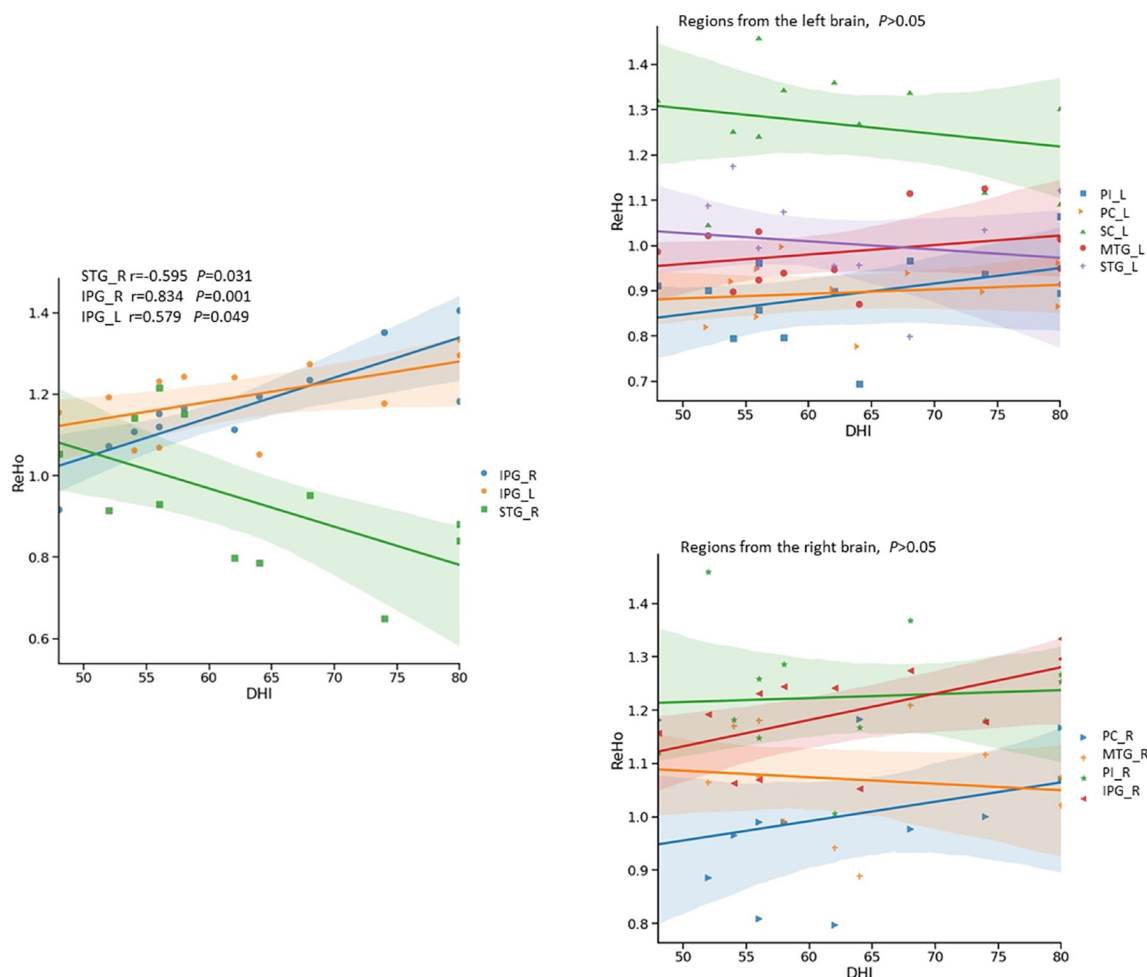 STG_R r=-0.595 P=0.031
IPG_R r=0.834 P=0.001
IPG_L r=0.579 P=0.049
ReHo
1.4
1.2
1.0
0.8
0.6
50 55 60 65 70 75 80
DHI
IPG_R
IPG_L
STG_R
Regions from the left brain, P>0.05
ReHo
1.4
1.3
1.2
1.1
1.0
0.9
0.8
0.7
50 55 60 65 70 75 80
DHI
PI_L
PC_L
SC_L
MTG_L
STG_L
Regions from the right brain, P>0.05
ReHo
1.4
1.3
1.2
1.1
1.0
0.9
0.8
50 55 60 65 70 75 80
DHI
PC_R
MTG_R
PI_R
IPG_R